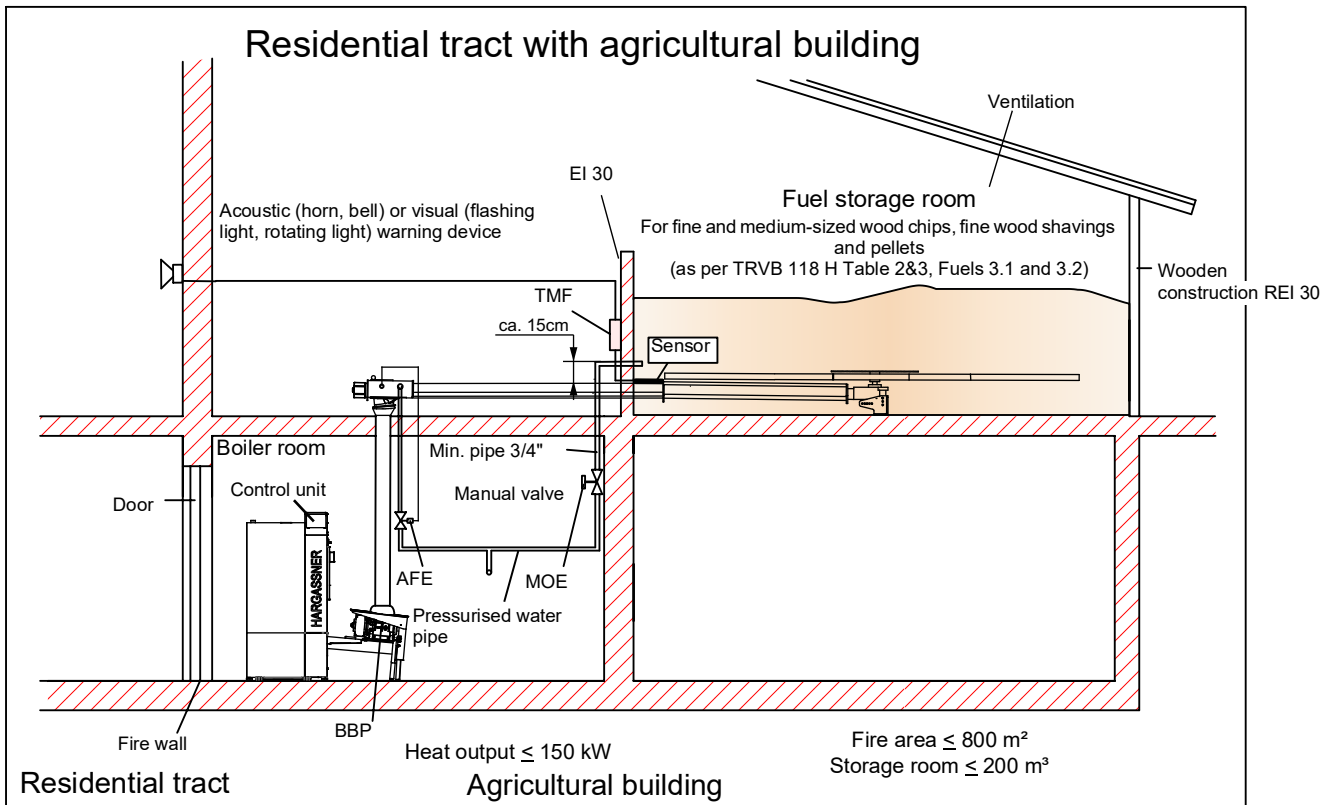 Residential tract with agricultural building
Ventilation
EI 30
Fuel storage room
Acoustic (horn, bell) or visual (flashing
light, rotating light) warning device
For fine and medium-sized wood chips, fine wood shavings
and pellets
(as per TRVB 118 H Table 2&3, Fuels 3.1 and 3.2)
Wooden
construction REI 30
TMF
ca. 15cm
Sensor
Boiler room
Min. pipe 3/4"
Control unit
Manual valve
Door
HARGASSNER
AFE
MOE
Pressurised water
pipe
BBP
Fire wall
Heat output ≤ 150 kW
Fire area ≤ 800 m²
Storage room ≤ 200 m³
Residential tract
Agricultural building